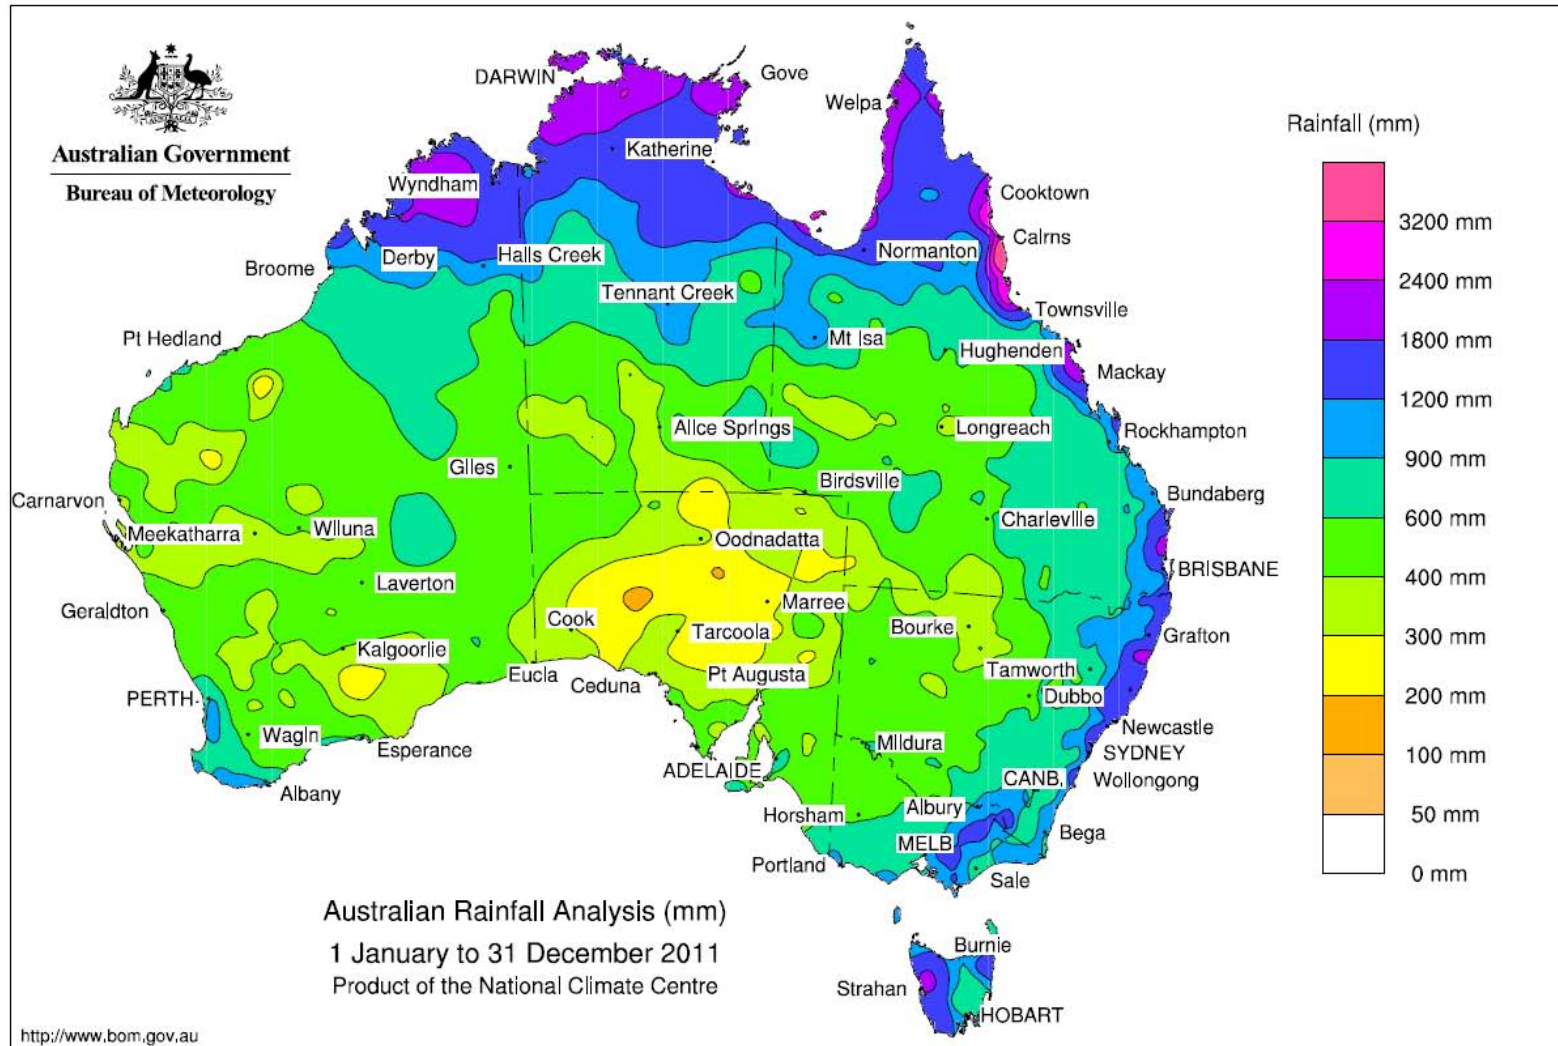 AUSTRALIA
Australian Government
Bureau of Meteorology
DARWIN
Gove
Welpa
Rainfall (mm)
Katherine
Wyndham
Cooktown
3200 mm
Cairns
Broome
Derby
Halls Creek
Normanton
2400 mm
Tennant Creek
Townsville
Pt Hedland
Mt Isa
Hughenden
1800 mm
Mackay
1200 mm
Alice Springs
Longreach
Rockhampton
Giles
900 mm
Carnarvon
Birdsville
Bundaberg
Meekatharra
Wiluna
Charleville
600 mm
Oodnadatta
BRISBANE
Laverton
400 mm
Geraldton
Marree
Cook
Tarcoola
Bourke
Grafton
300 mm
Kalgoorlie
Eucla
Ceduna
Pt Augusta
Tamworth
PERTH
Dubbo
200 mm
Wagin
Newcastle
Esperance
Mildura
SYDNEY
100 mm
ADELAIDE
CANB.
Wollongong
Albany
Horsham
Albury
50 mm
MELB
Bega
Portland
Sale
0 mm
Australian Rainfall Analysis (mm)
1 January to 31 December 2011
Product of the National Climate Centre
Burnie
Strahan
HOBART
http://www.bom.gov.au